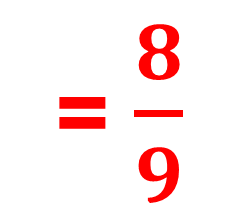 = 8/9